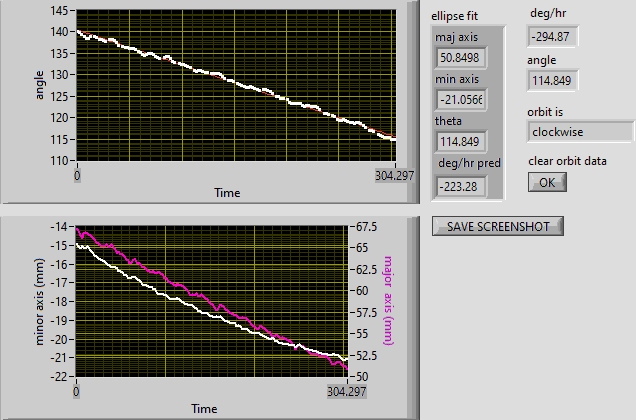 145
140
135
130
125
120
115
110
angle
0
304.297
Time
ellipse fit
maj axis
50.8498
min axis
-21.0566
theta
114.849
deg/hr pred
-223.28
deg/hr
-294.87
angle
114.849
orbit is
clockwise
clear orbit data
OK
SAVE SCREENSHOT
-14
-15
-16
-17
-18
-19
-20
-21
-22
minor axis (mm)
67.5
65
62.5
60
57.5
55
52.5
50
major axis (mm)
0
304.297
Time